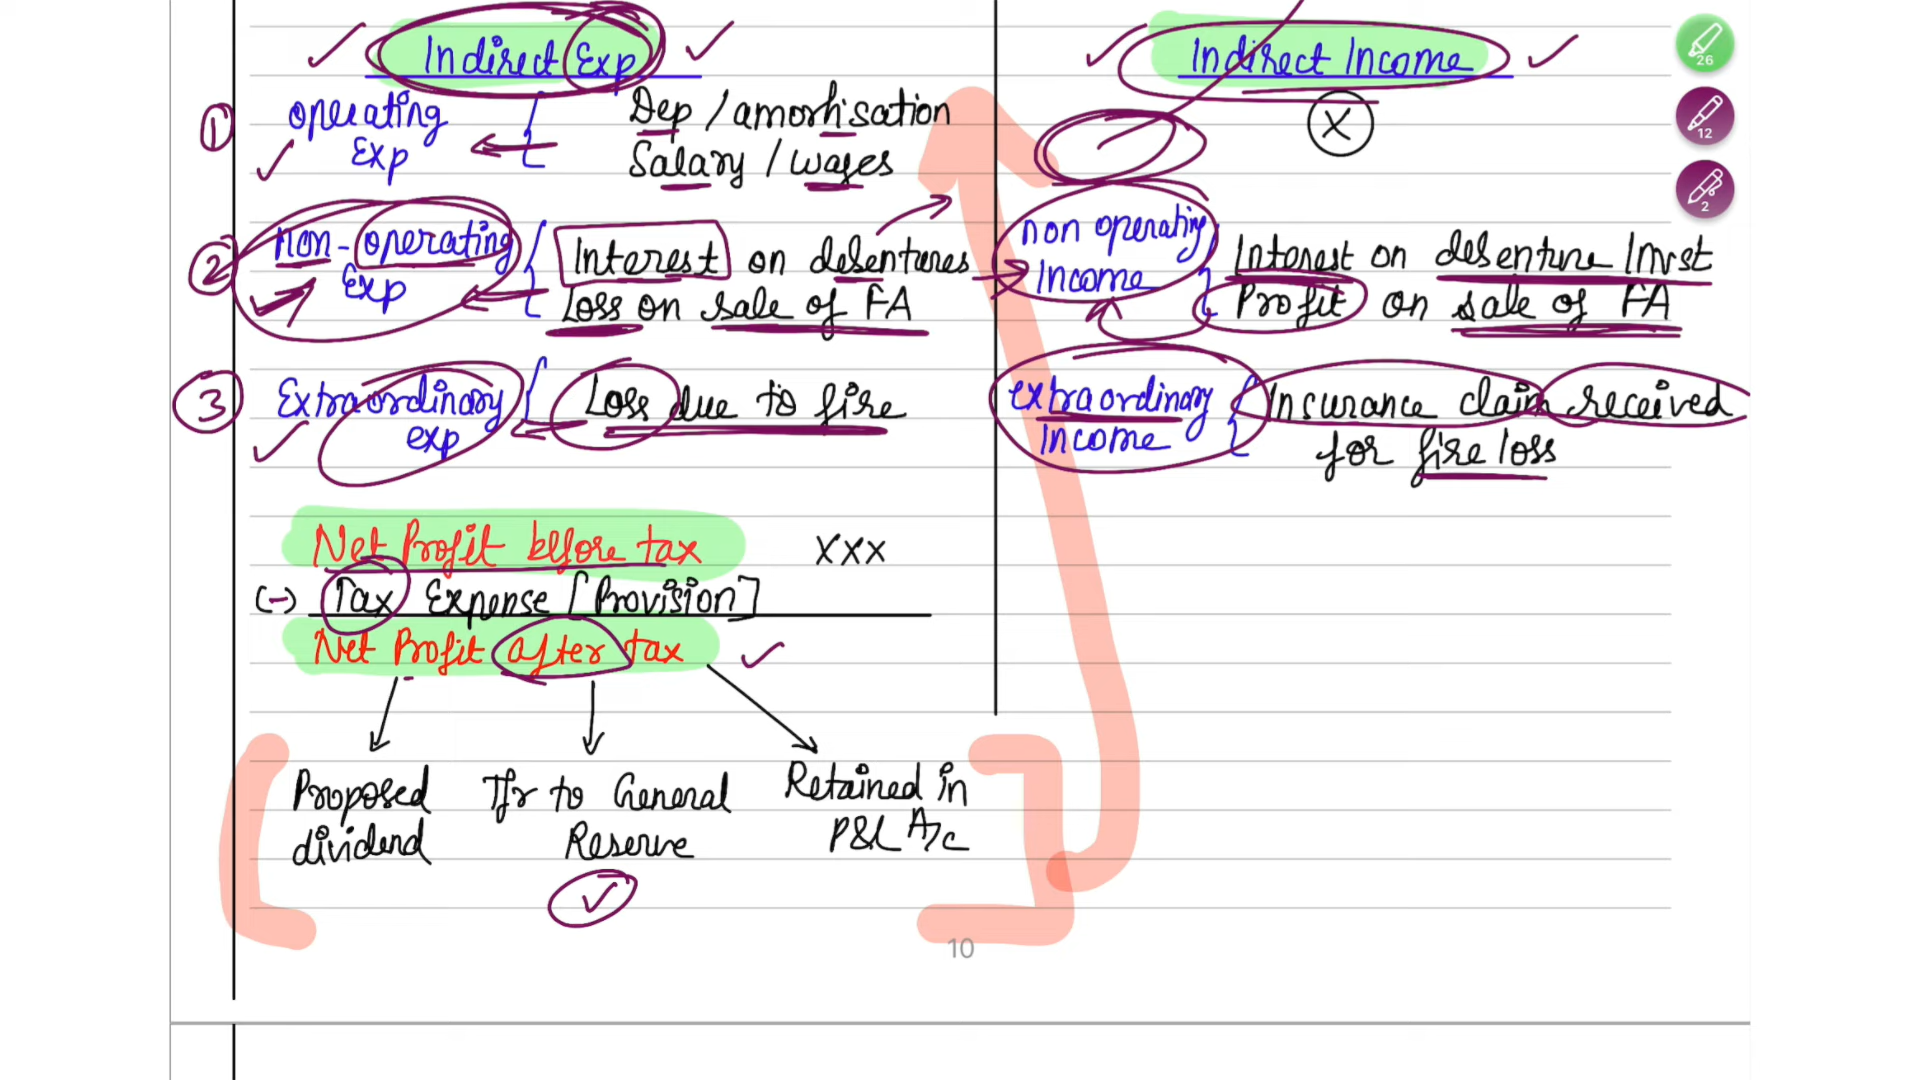 Indirect Exp
Indirect Income
1 operating Exp
Dep / amortisation
Salary / wages
X
2 non-operating Exp
Interest on debentures
Loss on sale of FA
non operating Income
Interest on debenture Invst
Profit on sale of FA
3 Extraordinary exp
Loss due to fire
extraordinary Income
Insurance claim received
for fire loss
Net Profit before tax XXX
(-) Tax Expense [Provision]
Net Profit after tax
Proposed dividend
Tfr to General Reserve
Retained in P&L A/c
10
26
12
2